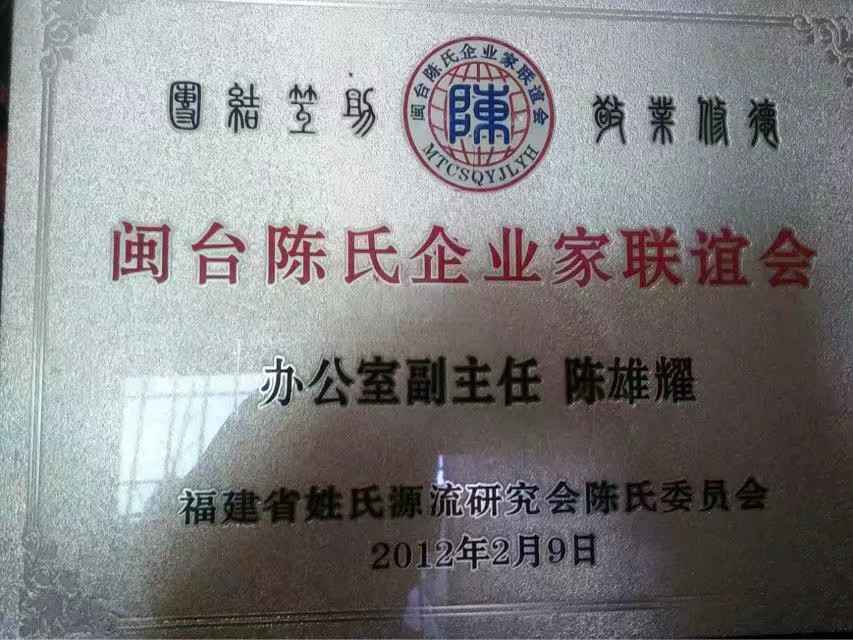 團結互助 敬業修德
闽台陈氏企业家联谊会
陳
MTCSQYJLYH
闽台陈氏企业家联谊会
办公室副主任 陈雄耀
福建省姓氏源流研究会陈氏委员会
2012年2月9日